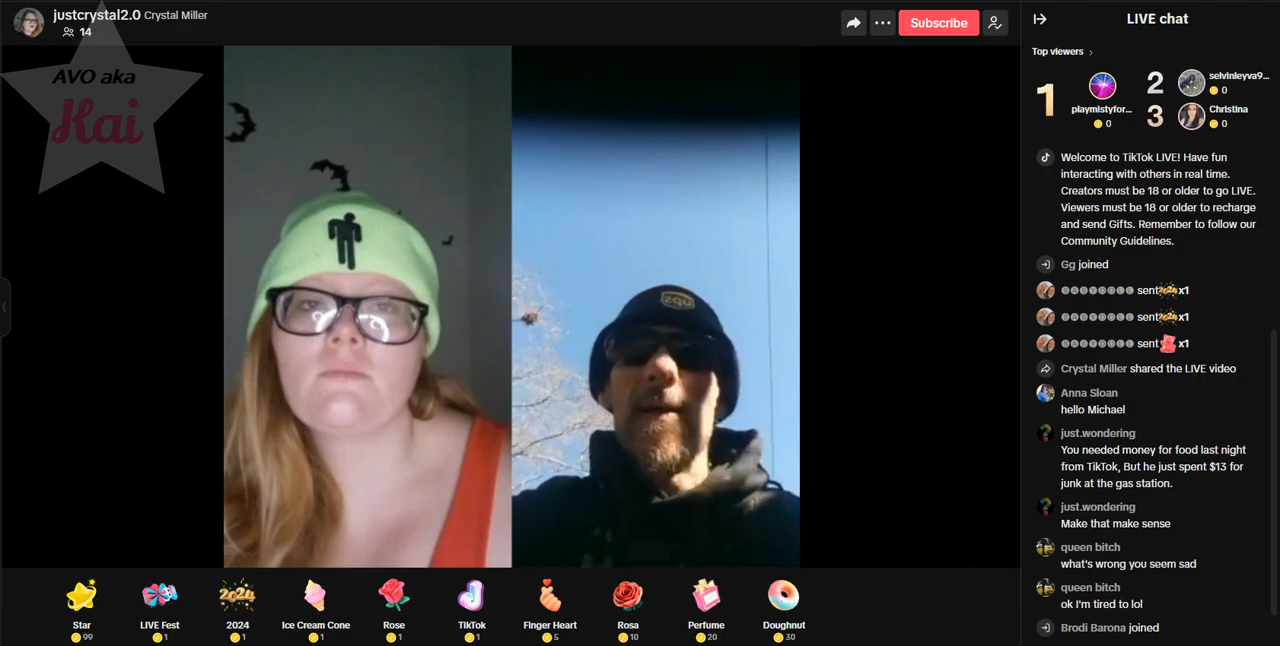 justcrystal2.0 Crystal Miller
14
Subscribe
AVO aka
Kai
sqn
LIVE chat
Top viewers
1
playmistyfor...
0
2
selvinleyva9...
0
3
Christina
0
Welcome to TikTok LIVE! Have fun
interacting with others in real time.
Creators must be 18 or older to go LIVE.
Viewers must be 18 or older to recharge
and send Gifts. Remember to follow our
Community Guidelines.
Gg joined
🅑🅐🅑🅨🅓🅞🅛🅛 sent x1
🅑🅐🅑🅨🅓🅞🅛🅛 sent x1
🅑🅐🅑🅨🅓🅞🅛🅛 sent x1
Crystal Miller shared the LIVE video
Anna Sloan
hello Michael
just.wondering
You needed money for food last night
from TikTok, But he just spent $13 for
junk at the gas station.
just.wondering
Make that make sense
queen bitch
what's wrong you seem sad
queen bitch
ok I'm tired to lol
Brodi Barona joined
2024
Star
99
LIVE Fest
1
2024
1
Ice Cream Cone
1
Rose
1
TikTok
1
Finger Heart
5
Rosa
10
Perfume
20
Doughnut
30